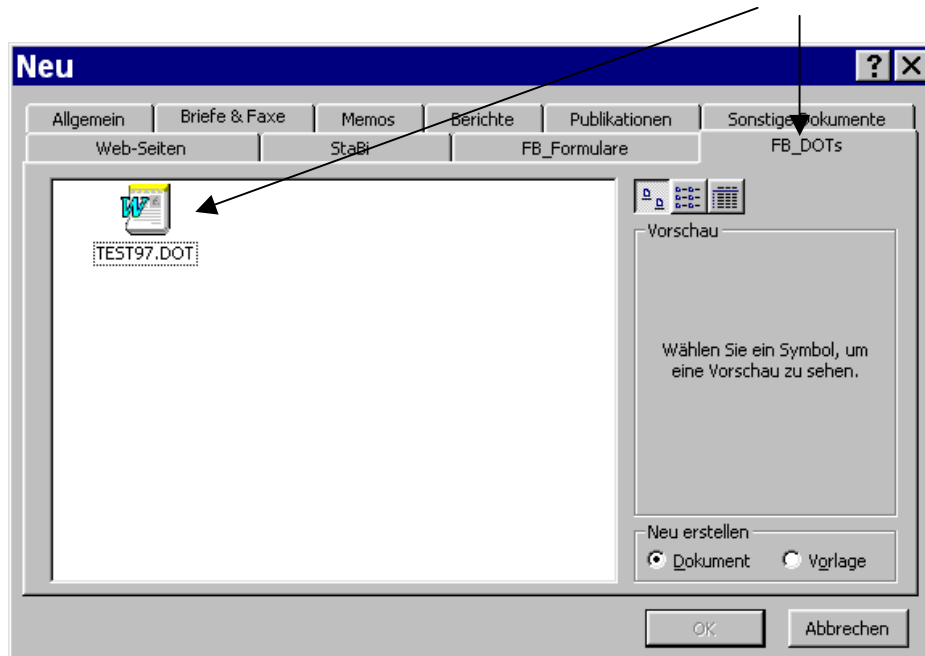 Neu
Allgemein Briefe & Faxe Memos Berichte Publikationen Sonstige Dokumente
Web-Seiten StaBi FB_Formulare FB_DOTs
TEST97.DOT
Vorschau
Wählen Sie ein Symbol, um
eine Vorschau zu sehen.
Neu erstellen
Dokument Vorlage
OK Abbrechen